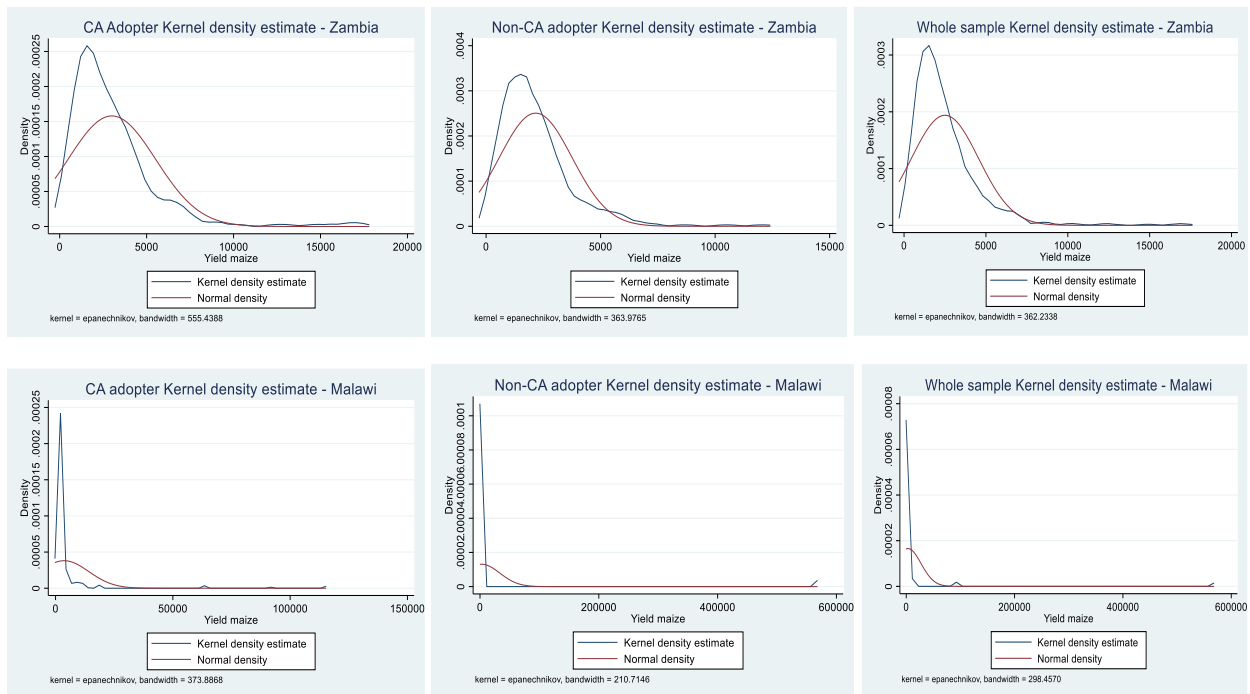 CA Adopter Kernel density estimate - Zambia
Density
0 .00005 .0001 .00015 .0002 .00025
0 5000 10000 15000 20000
Yield maize
Kernel density estimate
Normal density
kernel = epanechnikov, bandwidth = 555.4388
Non-CA adopter Kernel density estimate - Zambia
Density
0 .0001 .0002 .0003 .0004
0 5000 10000 15000
Yield maize
Kernel density estimate
Normal density
kernel = epanechnikov, bandwidth = 363.9765
Whole sample Kernel density estimate - Zambia
Density
0 .0001 .0002 .0003
0 5000 10000 15000 20000
Yield maize
Kernel density estimate
Normal density
kernel = epanechnikov, bandwidth = 362.2338
CA adopter Kernel density estimate - Malawi
Density
0 .00005 .0001 .00015 .0002 .00025
0 50000 100000 150000
Yield maize
Kernel density estimate
Normal density
kernel = epanechnikov, bandwidth = 373.8868
Non-CA adopter Kernel density estimate - Malawi
Density
0 .00002 .00004 .00006 .00008 .0001
0 200000 400000 600000
Yield maize
Kernel density estimate
Normal density
kernel = epanechnikov, bandwidth = 210.7146
Whole sample Kernel density estimate - Malawi
Density
0 .00002 .00004 .00006 .00008
0 200000 400000 600000
Yield maize
Kernel density estimate
Normal density
kernel = epanechnikov, bandwidth = 298.4570